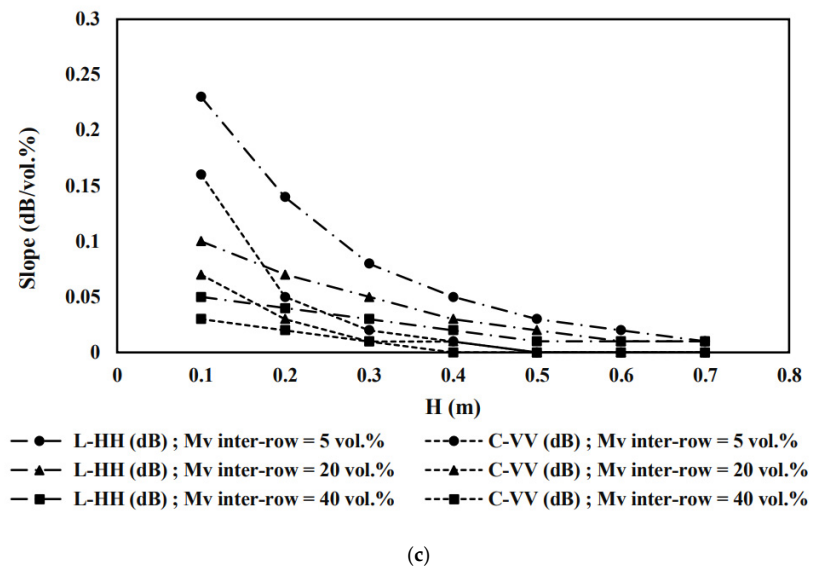 0.3
0.25
0.2
0.15
0.1
0.05
0
Slope (dB/vol.%)
0 0.1 0.2 0.3 0.4 0.5 0.6 0.7 0.8
H (m)
L-HH (dB) ; Mv inter-row = 5 vol.% C-VV (dB) ; Mv inter-row = 5 vol.%
L-HH (dB) ; Mv inter-row = 20 vol.% C-VV (dB) ; Mv inter-row = 20 vol.%
L-HH (dB) ; Mv inter-row = 40 vol.% C-VV (dB) ; Mv inter-row = 40 vol.%
(c)